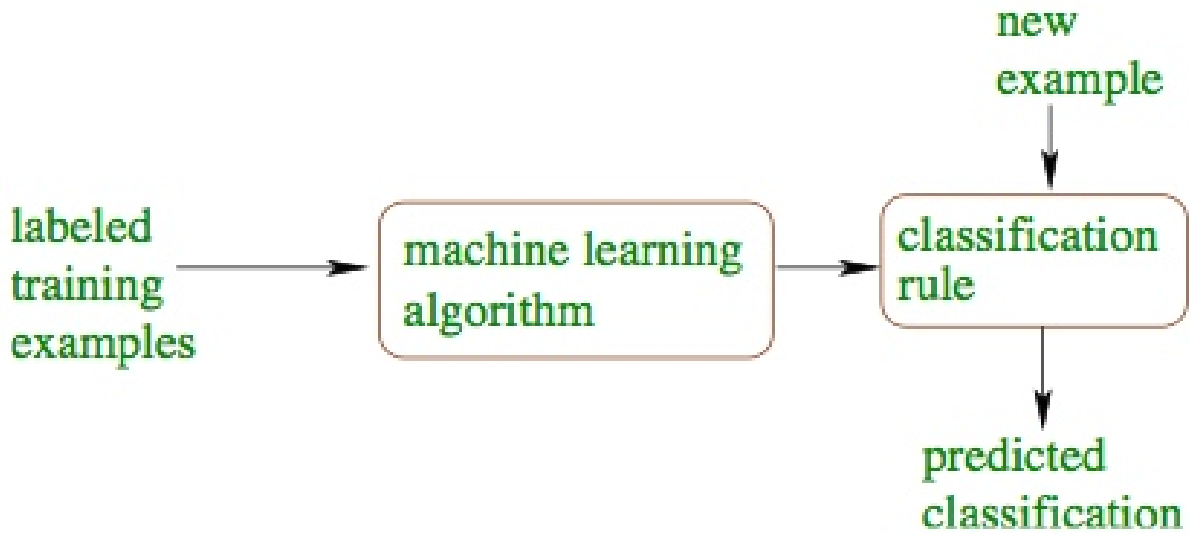 new
example
labeled
training
examples
machine learning
algorithm
classification
rule
predicted
classification